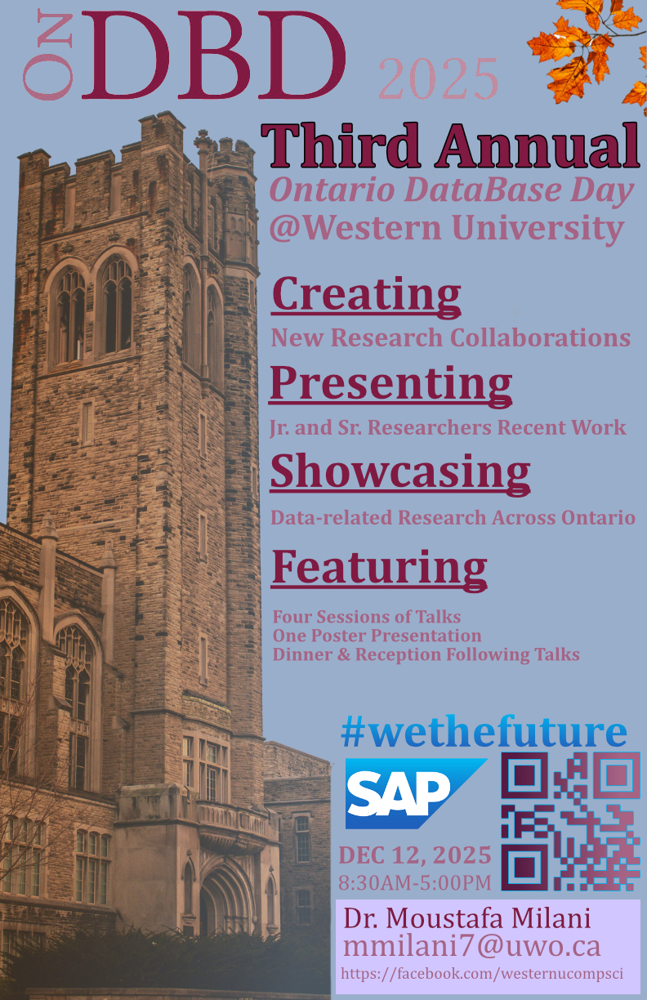 ON DBD 2025
Third Annual
Ontario DataBase Day
@Western University
Creating
New Research Collaborations
Presenting
Jr. and Sr. Researchers Recent Work
Showcasing
Data-related Research Across Ontario
Featuring
Four Sessions of Talks
One Poster Presentation
Dinner & Reception Following Talks
#wethefuture
SAP
DEC 12, 2025
8:30AM-5:00PM
Dr. Moustafa Milani
mmilani7@uwo.ca
https://facebook.com/westernucompsci